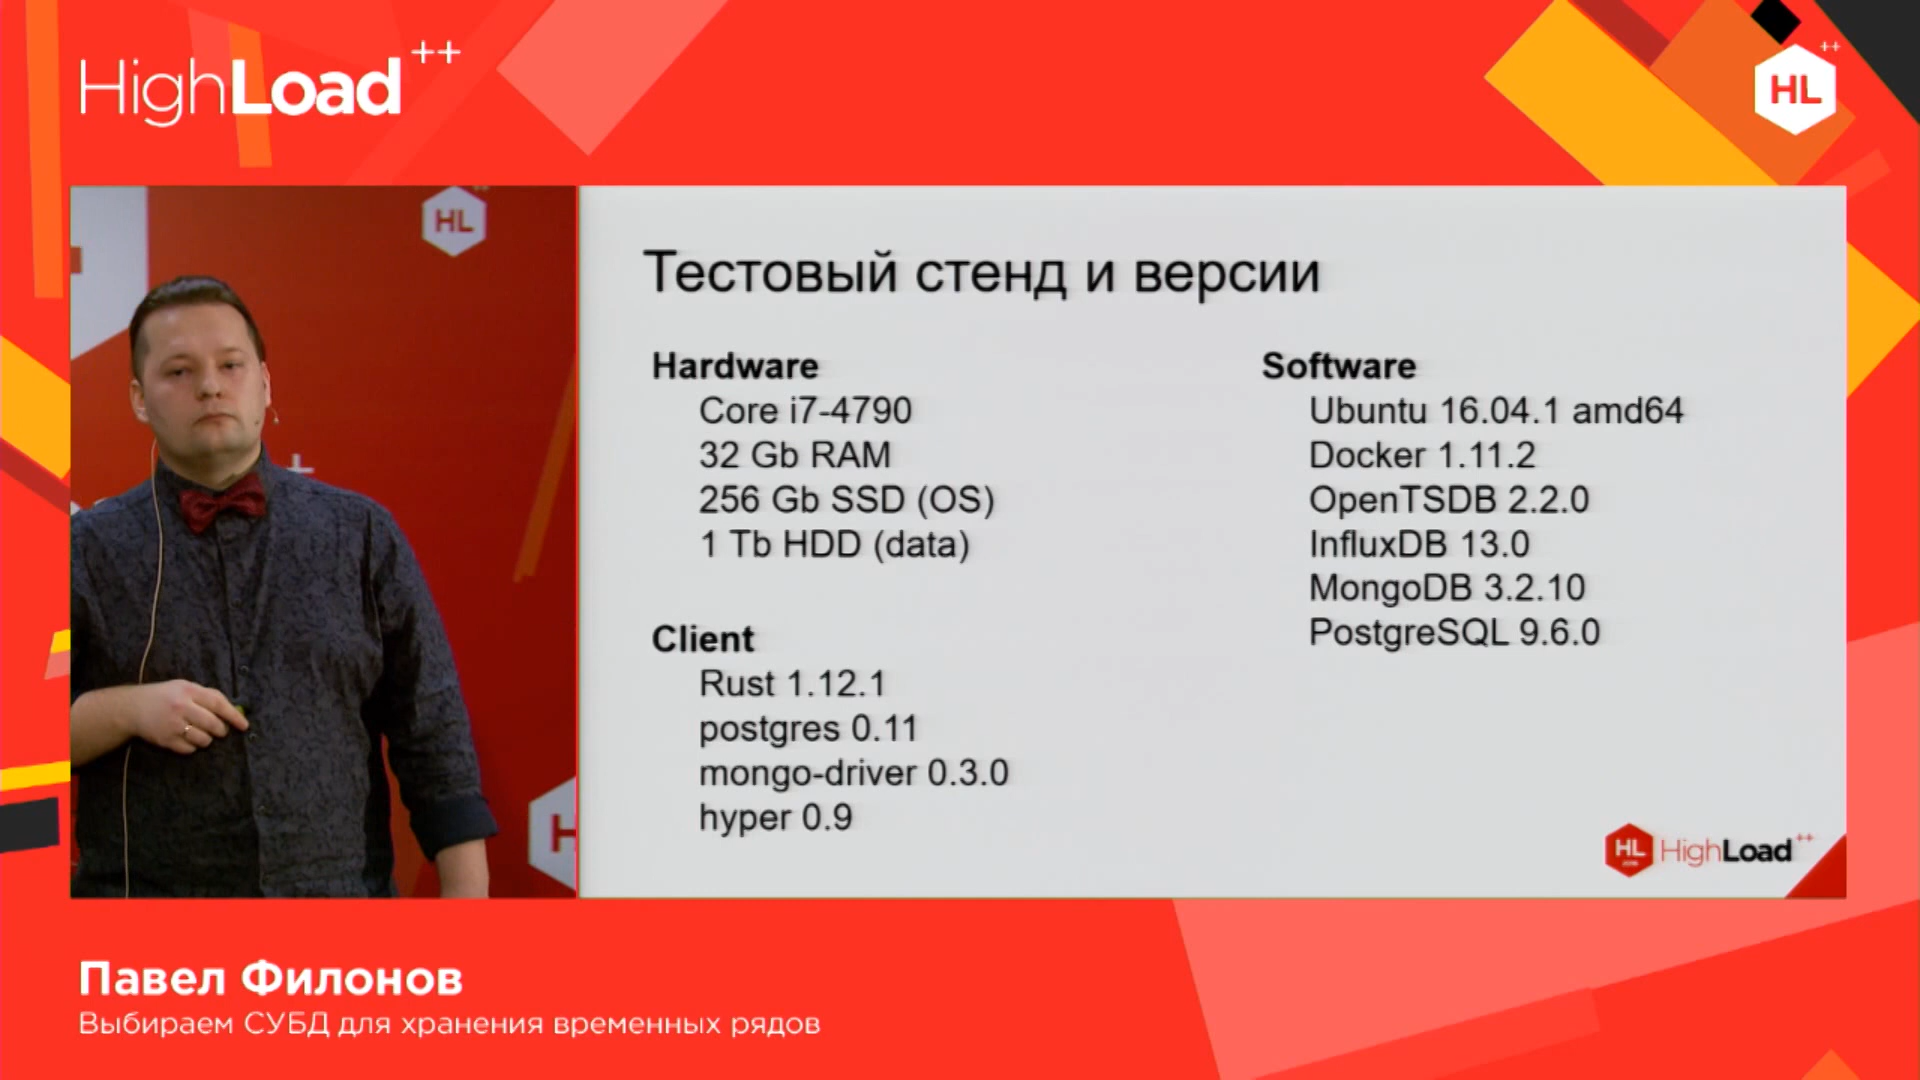 HighLoad++
HL++
HL
Тестовый стенд и версии
Hardware
Core i7-4790
32 Gb RAM
256 Gb SSD (OS)
1 Tb HDD (data)
Client
Rust 1.12.1
postgres 0.11
mongo-driver 0.3.0
hyper 0.9
Software
Ubuntu 16.04.1 amd64
Docker 1.11.2
OpenTSDB 2.2.0
InfluxDB 13.0
MongoDB 3.2.10
PostgreSQL 9.6.0
HL HighLoad++
Павел Филонов
Выбираем СУБД для хранения временных рядов